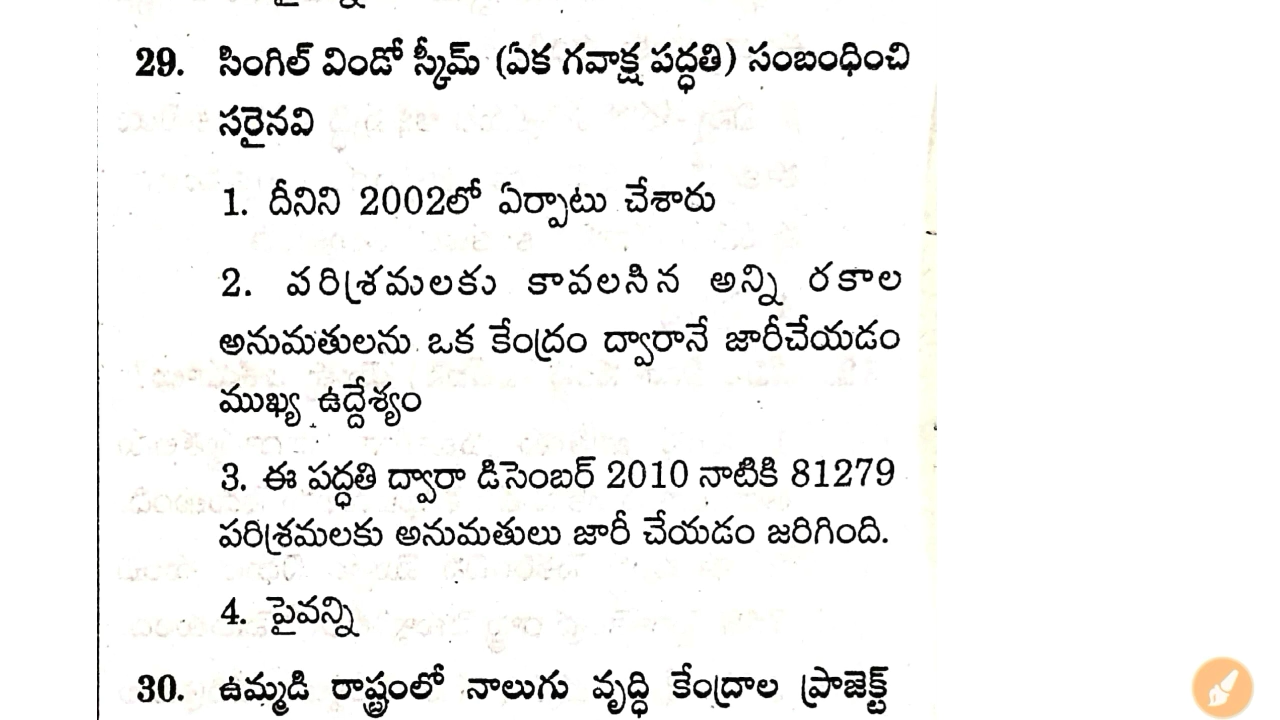 29. సింగిల్ విండో స్కీమ్ (ఏక గవాక్ష పద్ధతి) సంబంధించి
సరైనవి
1. దీనిని 2002లో ఏర్పాటు చేశారు
2. పరిశ్రమలకు కావలసిన అన్ని రకాల
అనుమతులను ఒక కేంద్రం ద్వారానే జారీచేయడం
ముఖ్య ఉద్దేశ్యం
3. ఈ పద్ధతి ద్వారా డిసెంబర్ 2010 నాటికి 81279
పరిశ్రమలకు అనుమతులు జారీ చేయడం జరిగింది.
4. పైవన్ని
30. ఉమ్మడి రాష్ట్రంలో నాలుగు వృద్ధి కేంద్రాల ప్రాజెక్ట్